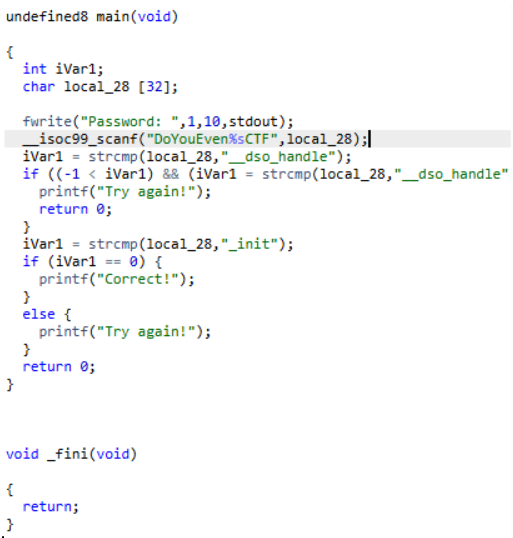 undefined8 main(void)
{
int iVar1;
char local_28 [32];
fwrite("Password: ",1,10,stdout);
__isoc99_scanf("DoYouEven%sCTF",local_28);
iVar1 = strcmp(local_28,"__dso_handle");
if ((-1 < iVar1) && (iVar1 = strcmp(local_28,"__dso_handle"
printf("Try again!");
return 0;
}
iVar1 = strcmp(local_28,"_init");
if (iVar1 == 0) {
printf("Correct!");
}
else {
printf("Try again!");
}
return 0;
}
void _fini(void)
{
return;
}